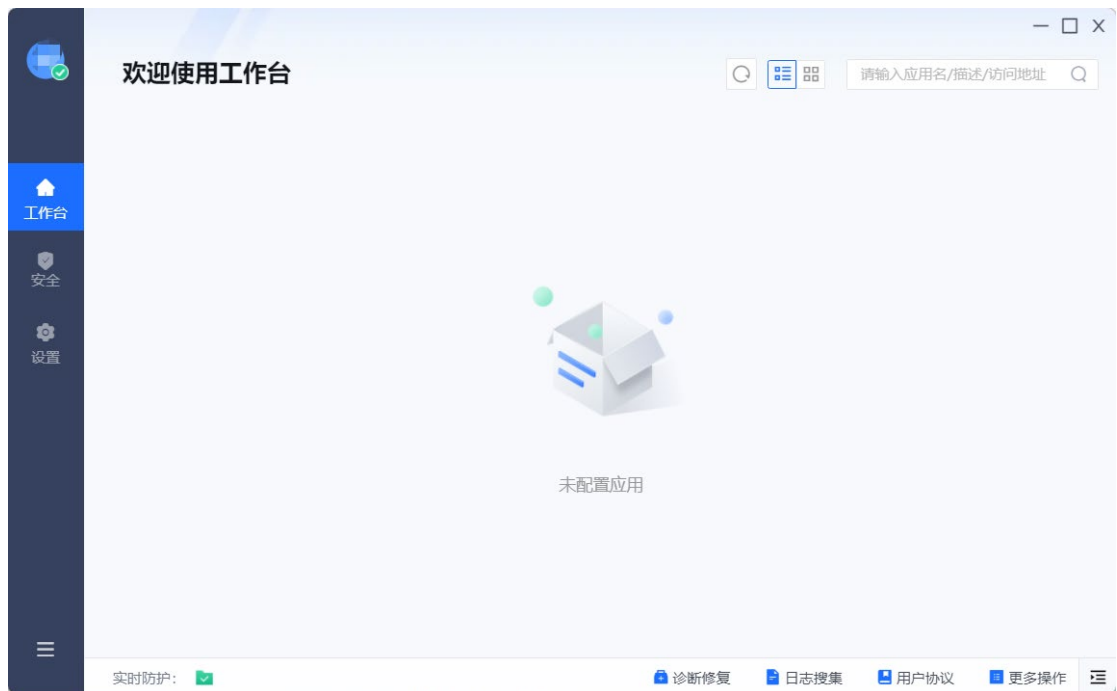 欢迎使用工作台
请输入应用名/描述/访问地址
工作台
安全
设置
未配置应用
实时防护：
诊断修复
日志搜集
用户协议
更多操作